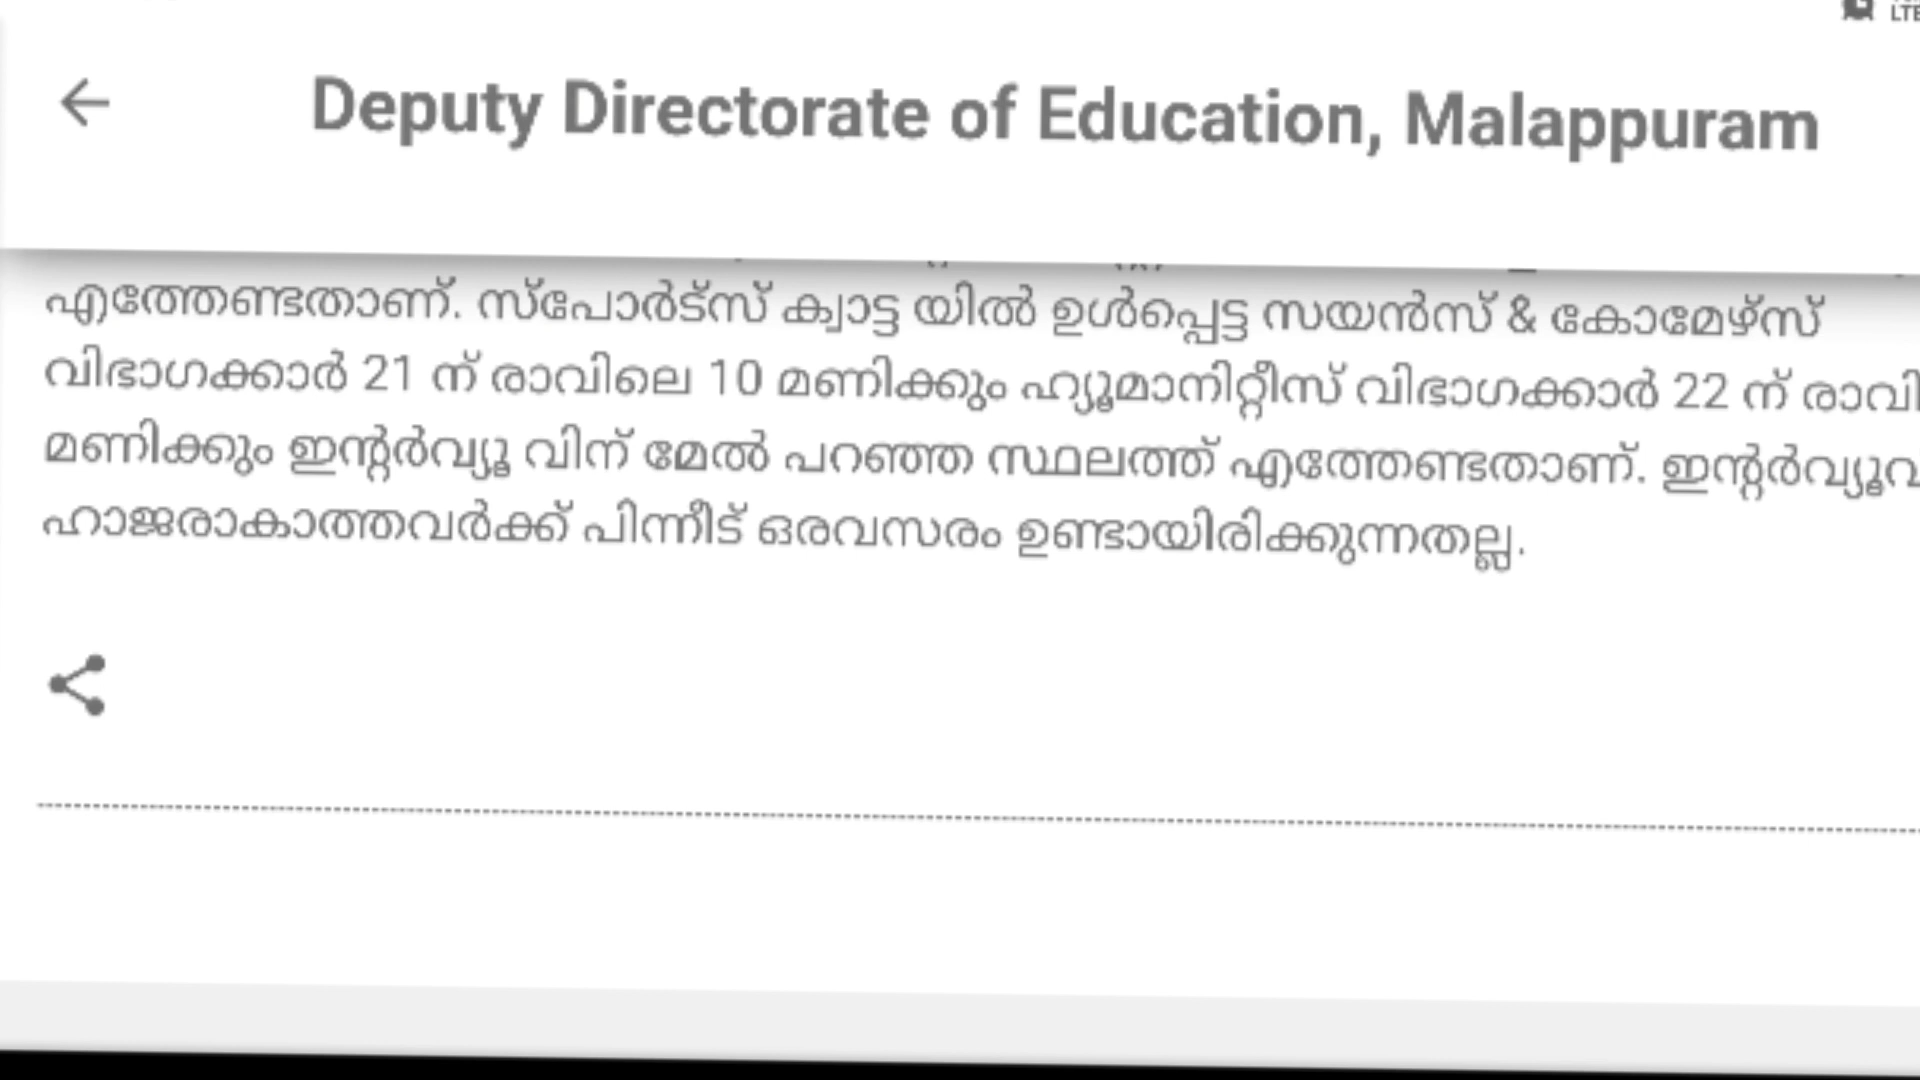 LTE
Deputy Directorate of Education, Malappuram
എത്തേണ്ടതാണ്. സ്പോർട്സ് ക്വാട്ട യിൽ ഉൾപ്പെട്ട സയൻസ് & കോമേഴ്സ്
വിഭാഗക്കാർ 21 ന് രാവിലെ 10 മണിക്കും ഹ്യൂമാനിറ്റീസ് വിഭാഗക്കാർ 22 ന്
മണിക്കും ഇന്റർവ്യൂ വിന് മേൽ പറഞ്ഞ സ്ഥലത്ത് എത്തേണ്ടതാണ്.
ഹാജരാകാത്തവർക്ക് പിന്നീട് ഒരവസരം ഉണ്ടായിരിക്കുന്നതല്ല.